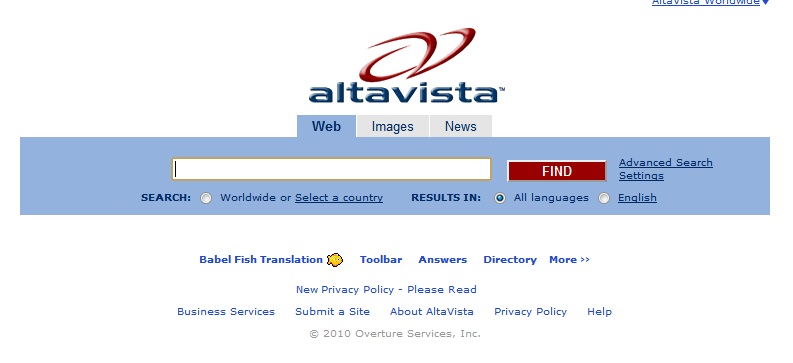 AltaVista Worldwide
altavista™
Web Images News
FIND
Advanced Search
Settings
SEARCH: Worldwide or Select a country RESULTS IN: All languages English
Babel Fish Translation Toolbar Answers Directory More >>
New Privacy Policy - Please Read
Business Services Submit a Site About AltaVista Privacy Policy Help
© 2010 Overture Services, Inc.